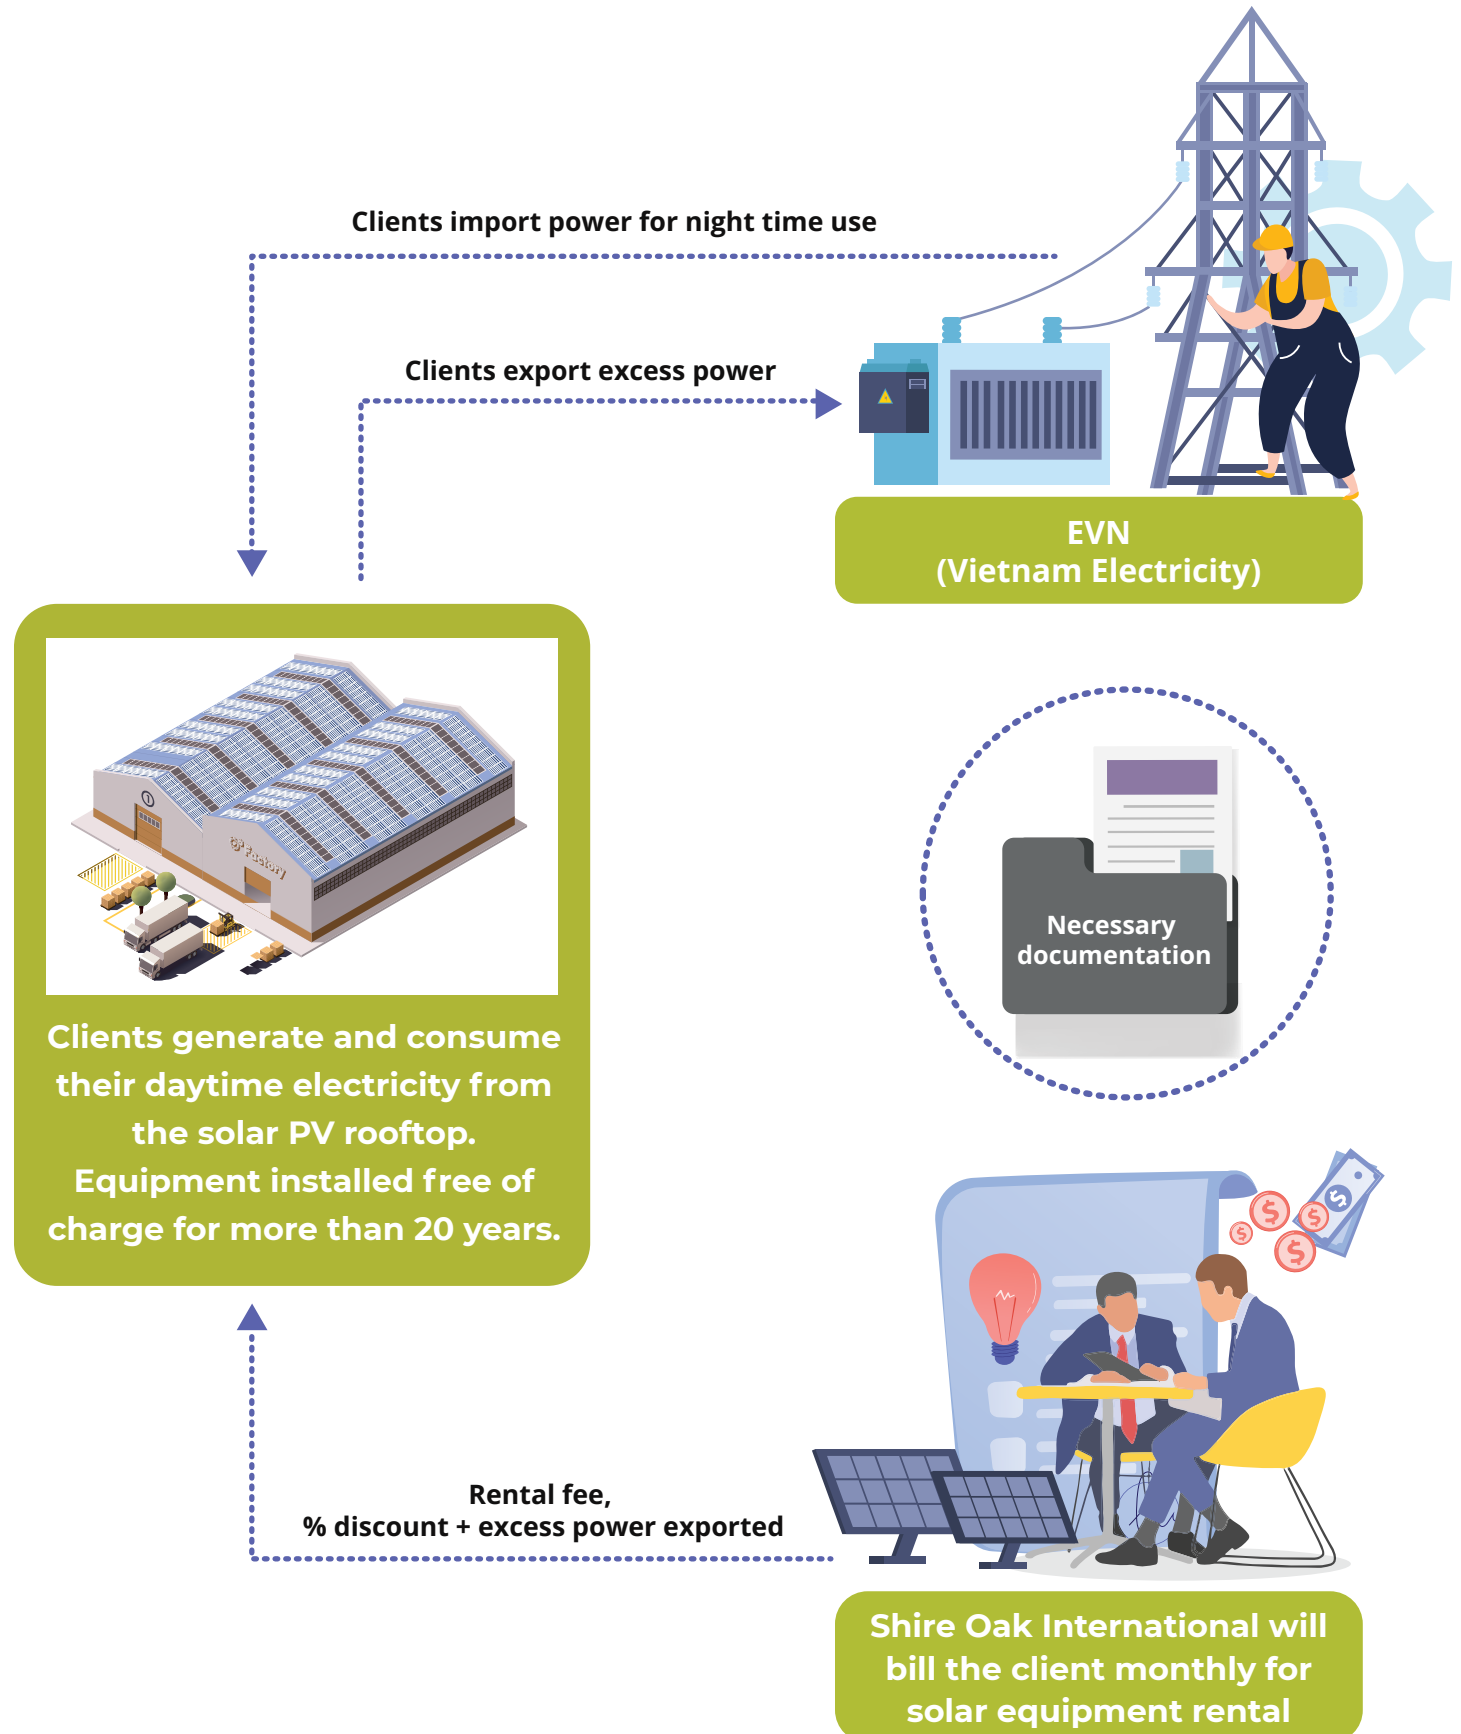 Clients import power for night time use
Clients export excess power
EVN
(Vietnam Electricity)
Factory
Necessary
documentation
Clients generate and consume
their daytime electricity from
the solar PV rooftop.
Equipment installed free of
charge for more than 20 years.
Rental fee,
% discount + excess power exported
Shire Oak International will
bill the client monthly for
solar equipment rental